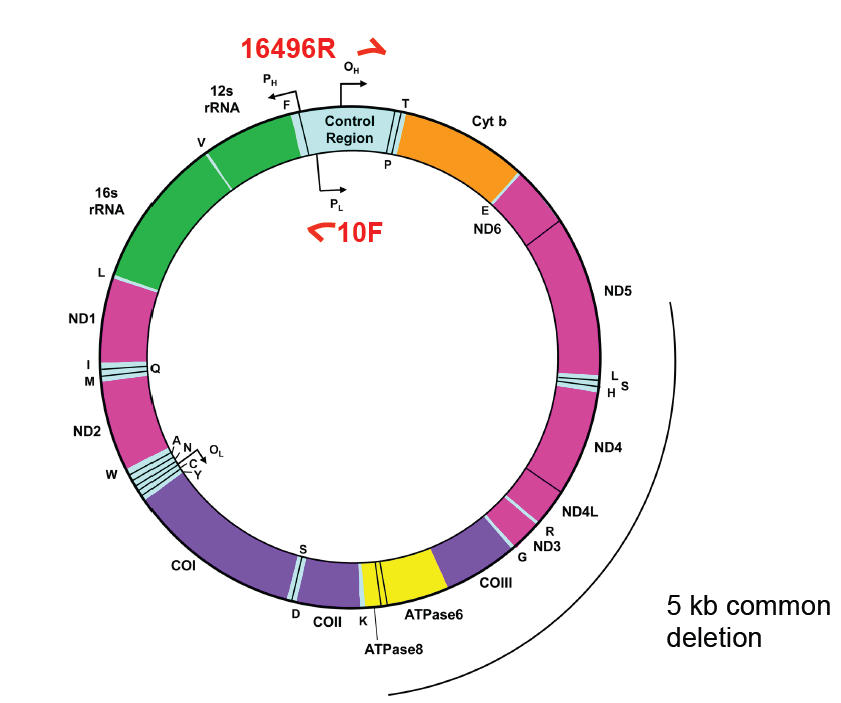 16496R
OH
PH
12s
rRNA
F
T
Control
Region
Cyt b
V
P
PL
E
ND6
10F
16s
rRNA
L
ND5
ND1
I
Q
M
L
S
H
ND2
ND4
A
N
OL
C
Y
W
ND4L
R
ND3
G
S
COI
COIII
D
COII
K
ATPase6
ATPase8
5 kb common
deletion